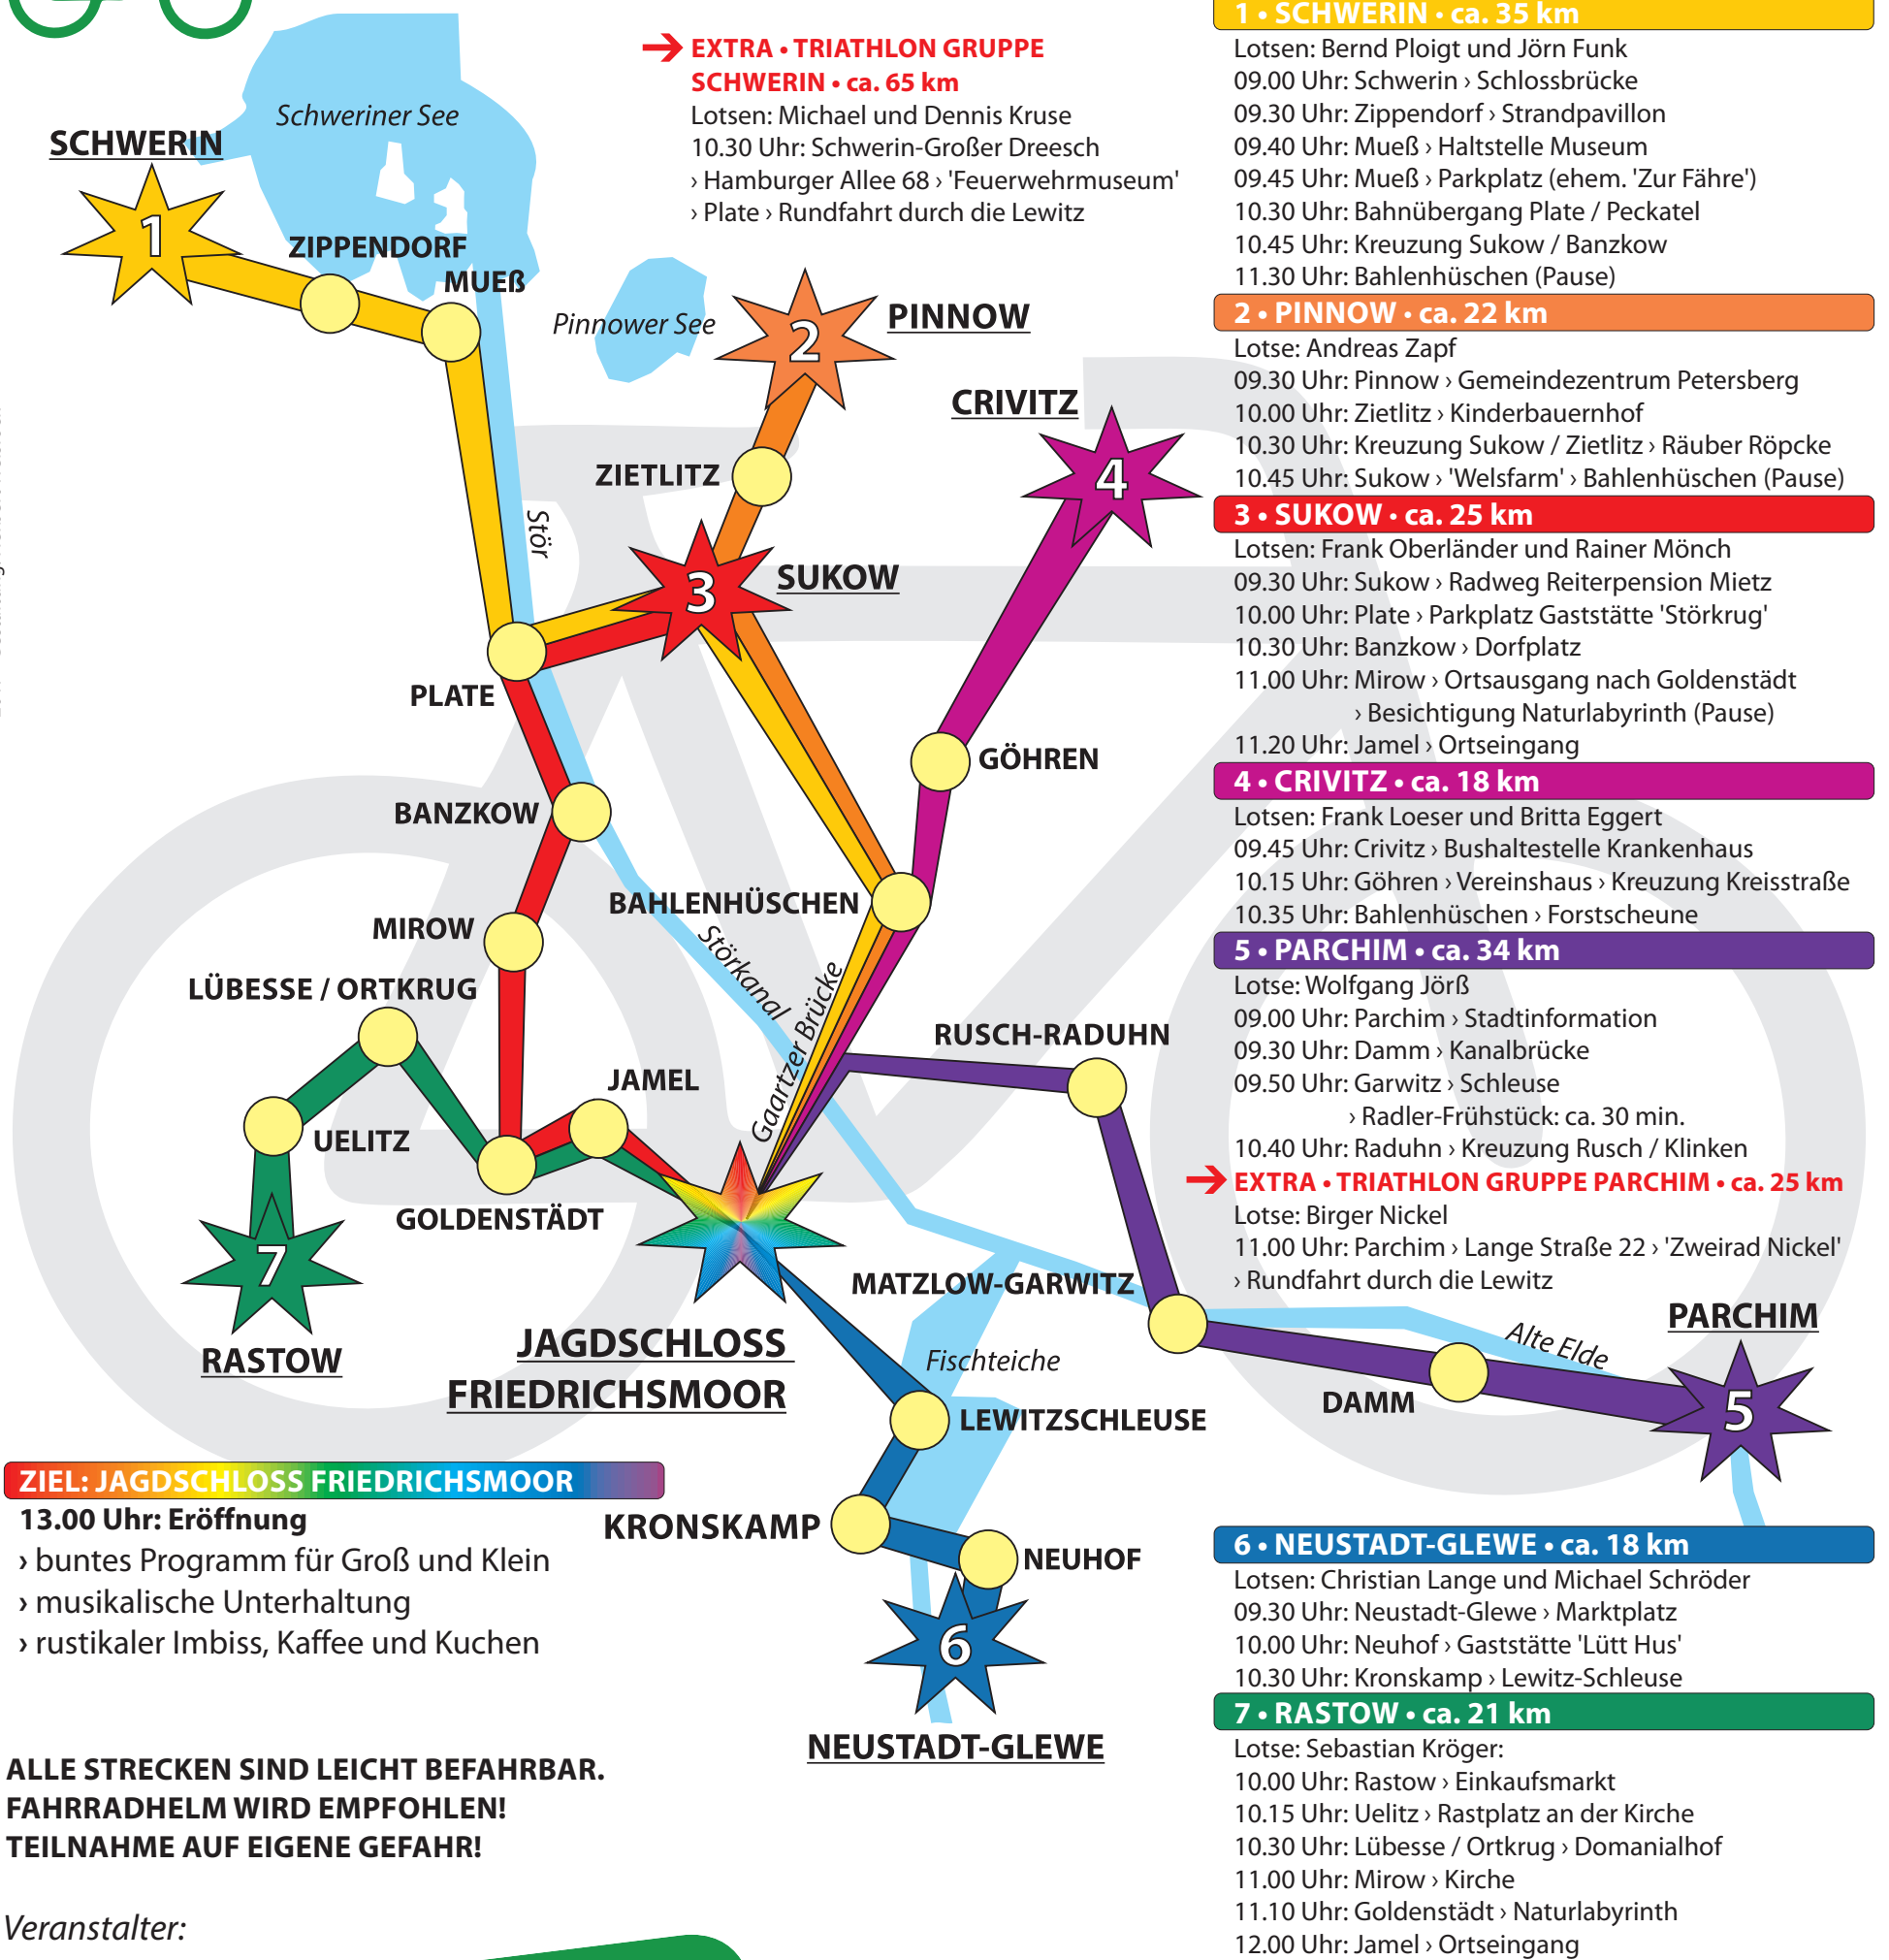 ➔ EXTRA • TRIATHLON GRUPPE
SCHWERIN • ca. 65 km
Lotsen: Michael und Dennis Kruse
10.30 Uhr: Schwerin-Großer Dreesch
› Hamburger Allee 68 › 'Feuerwehrmuseum'
› Plate › Rundfahrt durch die Lewitz
Schweriner See
SCHWERIN
1
ZIPPENDORF
MUEß
Pinnower See
2
PINNOW
CRIVITZ
4
ZIETLITZ
Stör
3
SUKOW
PLATE
GÖHREN
BANZKOW
BAHLENHÜSCHEN
MIROW
Störkanal
Gaartzer Brücke
LÜBESSE / ORTKRUG
RUSCH-RADUHN
JAMEL
UELITZ
GOLDENSTÄDT
7
RASTOW
MATZLOW-GARWITZ
JAGDSCHLOSS
FRIEDRICHSMOOR
Fischteiche
Alte Elde
PARCHIM
5
DAMM
LEWITZSCHLEUSE
KRONSKAMP
NEUHOF
6
NEUSTADT-GLEWE
1 • SCHWERIN • ca. 35 km
Lotsen: Bernd Ploigt und Jörn Funk
09.00 Uhr: Schwerin › Schlossbrücke
09.30 Uhr: Zippendorf › Strandpavillon
09.40 Uhr: Mueß › Haltstelle Museum
09.45 Uhr: Mueß › Parkplatz (ehem. 'Zur Fähre')
10.30 Uhr: Bahnübergang Plate / Peckatel
10.45 Uhr: Kreuzung Sukow / Banzkow
11.30 Uhr: Bahlenhüschen (Pause)
2 • PINNOW • ca. 22 km
Lotse: Andreas Zapf
09.30 Uhr: Pinnow › Gemeindezentrum Petersberg
10.00 Uhr: Zietlitz › Kinderbauernhof
10.30 Uhr: Kreuzung Sukow / Zietlitz › Räuber Röpcke
10.45 Uhr: Sukow › 'Welsfarm' › Bahlenhüschen (Pause)
3 • SUKOW • ca. 25 km
Lotsen: Frank Oberländer und Rainer Mönch
09.30 Uhr: Sukow › Radweg Reiterpension Mietz
10.00 Uhr: Plate › Parkplatz Gaststätte 'Störkrug'
10.30 Uhr: Banzkow › Dorfplatz
11.00 Uhr: Mirow › Ortsausgang nach Goldenstädt
› Besichtigung Naturlabyrinth (Pause)
11.20 Uhr: Jamel › Ortseingang
4 • CRIVITZ • ca. 18 km
Lotsen: Frank Loeser und Britta Eggert
09.45 Uhr: Crivitz › Bushaltestelle Krankenhaus
10.15 Uhr: Göhren › Vereinshaus › Kreuzung Kreisstraße
10.35 Uhr: Bahlenhüschen › Forstscheune
5 • PARCHIM • ca. 34 km
Lotse: Wolfgang Jörß
09.00 Uhr: Parchim › Stadtinformation
09.30 Uhr: Damm › Kanalbrücke
09.50 Uhr: Garwitz › Schleuse
› Radler-Frühstück: ca. 30 min.
10.40 Uhr: Raduhn › Kreuzung Rusch / Klinken
➔ EXTRA • TRIATHLON GRUPPE PARCHIM • ca. 25 km
Lotse: Birger Nickel
11.00 Uhr: Parchim › Lange Straße 22 › 'Zweirad Nickel'
› Rundfahrt durch die Lewitz
6 • NEUSTADT-GLEWE • ca. 18 km
Lotsen: Christian Lange und Michael Schröder
09.30 Uhr: Neustadt-Glewe › Marktplatz
10.00 Uhr: Neuhof › Gaststätte 'Lütt Hus'
10.30 Uhr: Kronskamp › Lewitz-Schleuse
7 • RASTOW • ca. 21 km
Lotse: Sebastian Kröger:
10.00 Uhr: Rastow › Einkaufsmarkt
10.15 Uhr: Uelitz › Rastplatz an der Kirche
10.30 Uhr: Lübesse / Ortkrug › Domanialhof
11.00 Uhr: Mirow › Kirche
11.10 Uhr: Goldenstädt › Naturlabyrinth
12.00 Uhr: Jamel › Ortseingang
ZIEL: JAGDSCHLOSS FRIEDRICHSMOOR
13.00 Uhr: Eröffnung
› buntes Programm für Groß und Klein
› musikalische Unterhaltung
› rustikaler Imbiss, Kaffee und Kuchen
ALLE STRECKEN SIND LEICHT BEFAHRBAR.
FAHRRADHELM WIRD EMPFOHLEN!
TEILNAHME AUF EIGENE GEFAHR!
Veranstalter: